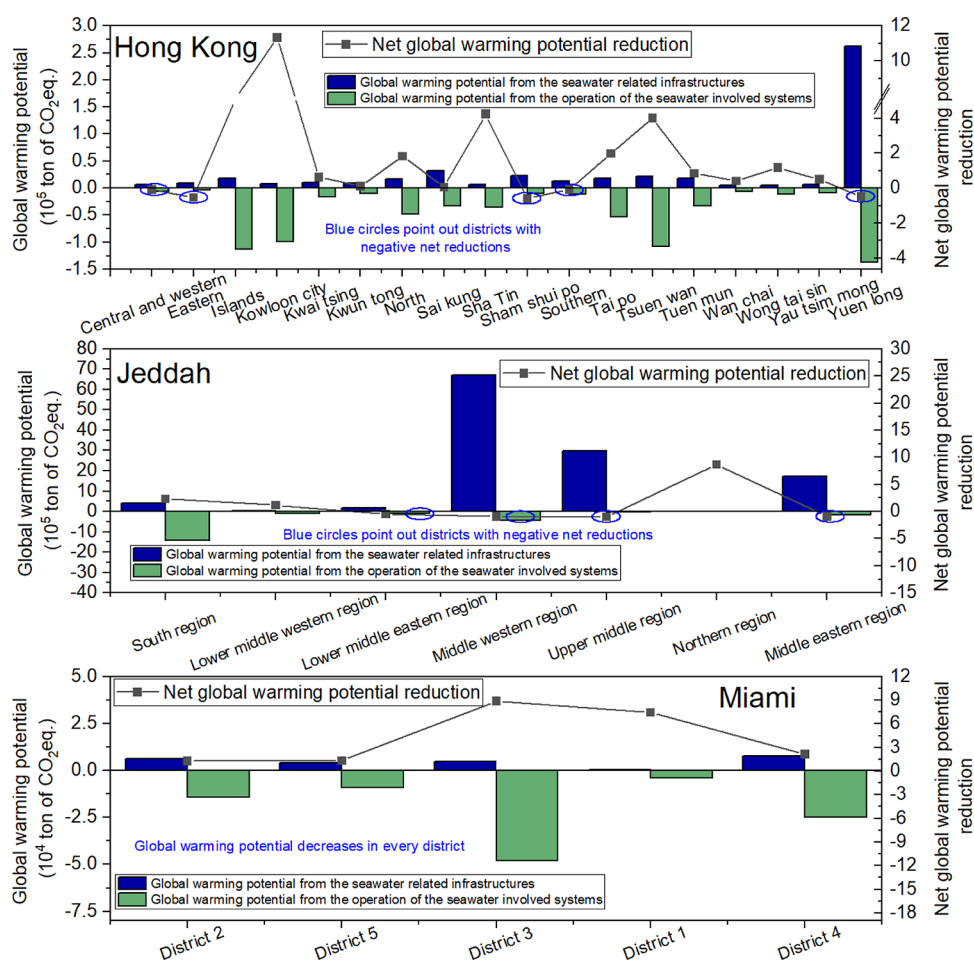 Hong Kong
Net global warming potential reduction
Global warming potential from the seawater related infrastructures
Global warming potential from the operation of the seawater involved systems
Blue circles point out districts with
negative net reductions
Global warming potential
(10⁵ ton of CO₂eq.)
3.0
2.5
2.0
1.5
1.0
0.5
0.0
-0.5
-1.0
-1.5
12
10
4
2
0
-2
-4
Net global warming potential
reduction
Central and western
Eastern
Islands
Kowloon city
Kwai tsing
Kwun tong
North
Sai kung
Sha Tin
Sham shui po
Southern
Tai po
Tsuen wan
Tuen mun
Wan chai
Wong tai sin
Yau tsim mong
Yuen long
Jeddah
Net global warming potential reduction
Blue circles point out districts with negative net reductions
Global warming potential from the seawater related infrastructures
Global warming potential from the operation of the seawater involved systems
Global warming potential
(10⁵ ton of CO₂eq.)
80
70
60
50
40
30
20
10
0
-10
-20
-30
-40
30
25
20
15
10
5
0
-5
-10
-15
Net global warming potential
reduction
South region
Lower middle western region
Lower middle eastern region
Middle western region
Upper middle region
Northern region
Middle eastern region
Miami
Net global warming potential reduction
Global warming potential decreases in every district
Global warming potential from the seawater related infrastructures
Global warming potential from the operation of the seawater involved systems
Global warming potential
(10⁴ ton of CO₂eq.)
5.0
2.5
0.0
-2.5
-5.0
-7.5
12
9
6
3
0
-3
-6
-9
-12
-15
-18
Net global warming potential
reduction
District 2
District 5
District 3
District 1
District 4